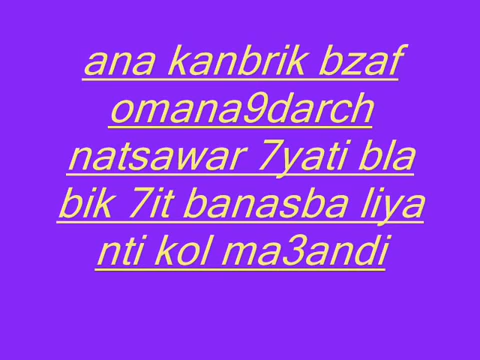 ana kanbrik bzaf
omana9darch
natsawar 7yati bla
bik 7it banasba liya
nti kol ma3andi